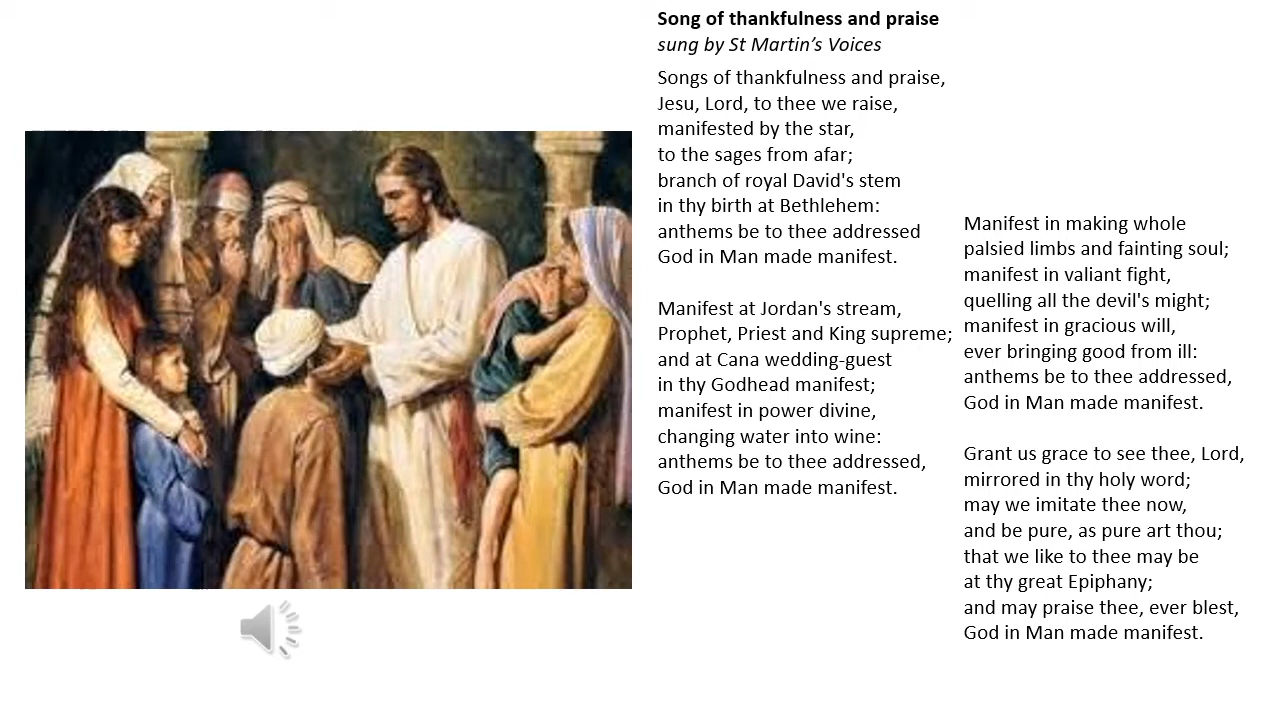 Song of thankfulness and praise
sung by St Martin’s Voices
Songs of thankfulness and praise,
Jesu, Lord, to thee we raise,
manifested by the star,
to the sages from afar;
branch of royal David's stem
in thy birth at Bethlehem:
anthems be to thee addressed
God in Man made manifest.

Manifest at Jordan's stream,
Prophet, Priest and King supreme;
and at Cana wedding-guest
in thy Godhead manifest;
manifest in power divine,
changing water into wine:
anthems be to thee addressed,
God in Man made manifest.

Manifest in making whole
palsied limbs and fainting soul;
manifest in valiant fight,
quelling all the devil's might;
manifest in gracious will,
ever bringing good from ill:
anthems be to thee addressed,
God in Man made manifest.

Grant us grace to see thee, Lord,
mirrored in thy holy word;
may we imitate thee now,
and be pure, as pure art thou;
that we like to thee may be
at thy great Epiphany;
and may praise thee, ever blest,
God in Man made manifest.